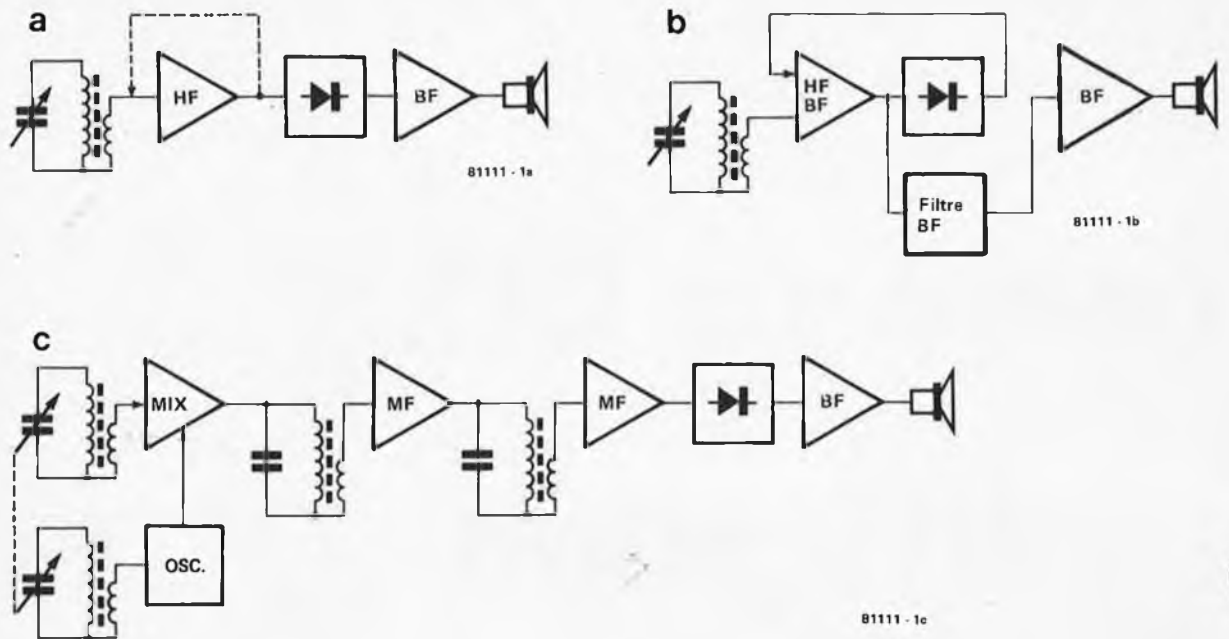 a
HF
BF
81111 - 1a
b
HF
BF
BF
Filtre
BF
81111 - 1b
c
MIX
MF
MF
BF
OSC.
81111 - 1c